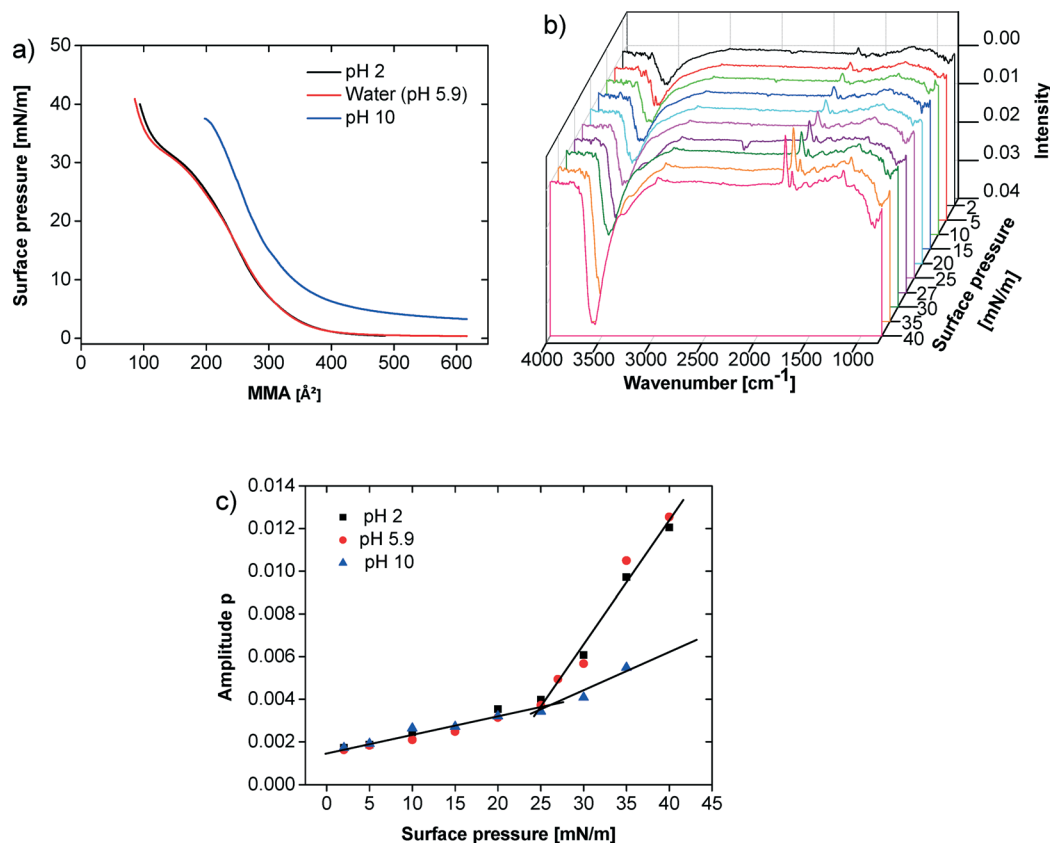 a)
50
40
30
20
10
0
Surface pressure [mN/m]
pH 2
Water (pH 5.9)
pH 10
0 100 200 300 400 500 600
MMA [Å²]
b)
0.00
0.01
0.02
0.03
0.04
Intensity
2
5
10
15
20
25
27
30
35
40
Surface pressure
[mN/m]
4000 3500 3000 2500 2000 1500 1000
Wavenumber [cm-1]
c)
0.014
0.012
0.010
0.008
0.006
0.004
0.002
0.000
Amplitude p
pH 2
pH 5.9
pH 10
0 5 10 15 20 25 30 35 40 45
Surface pressure [mN/m]